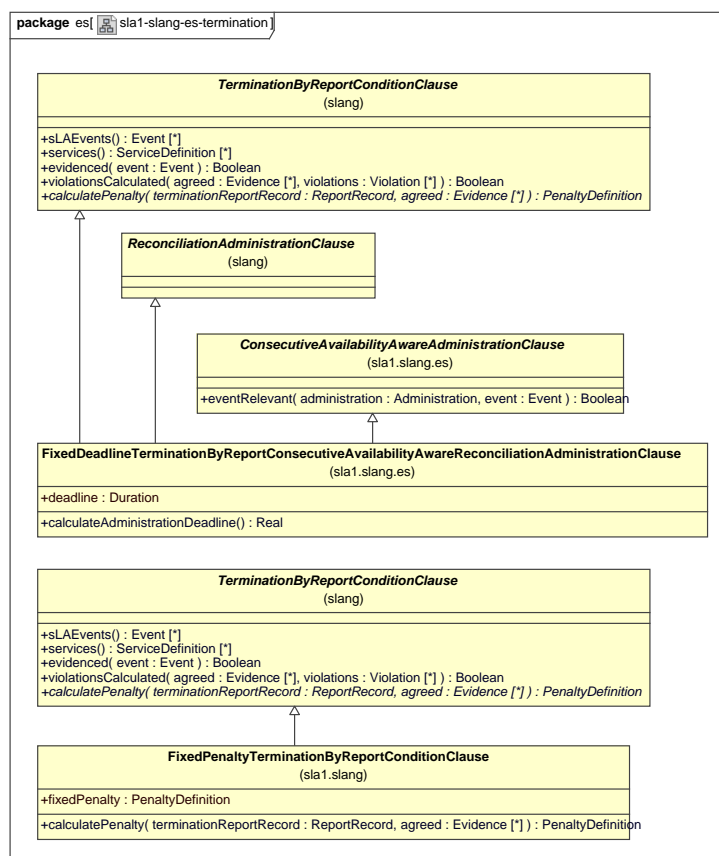 package es[ sla1-slang-es-termination ]
TerminationByReportConditionClause
(slang)
+sLAEvents() : Event [*]
+services() : ServiceDefinition [*]
+evidenced( event : Event ) : Boolean
+violationsCalculated( agreed : Evidence [*], violations : Violation [*] ) : Boolean
+calculatePenalty( terminationReportRecord : ReportRecord, agreed : Evidence [*] ) : PenaltyDefinition
ReconciliationAdministrationClause
(slang)
ConsecutiveAvailabilityAwareAdministrationClause
(sla1.slang.es)
+eventRelevant( administration : Administration, event : Event ) : Boolean
FixedDeadlineTerminationByReportConsecutiveAvailabilityAwareReconciliationAdministrationClause
(sla1.slang.es)
+deadline : Duration
+calculateAdministrationDeadline() : Real
TerminationByReportConditionClause
(slang)
+sLAEvents() : Event [*]
+services() : ServiceDefinition [*]
+evidenced( event : Event ) : Boolean
+violationsCalculated( agreed : Evidence [*], violations : Violation [*] ) : Boolean
+calculatePenalty( terminationReportRecord : ReportRecord, agreed : Evidence [*] ) : PenaltyDefinition
FixedPenaltyTerminationByReportConditionClause
(sla1.slang)
+fixedPenalty : PenaltyDefinition
+calculatePenalty( terminationReportRecord : ReportRecord, agreed : Evidence [*] ) : PenaltyDefinition